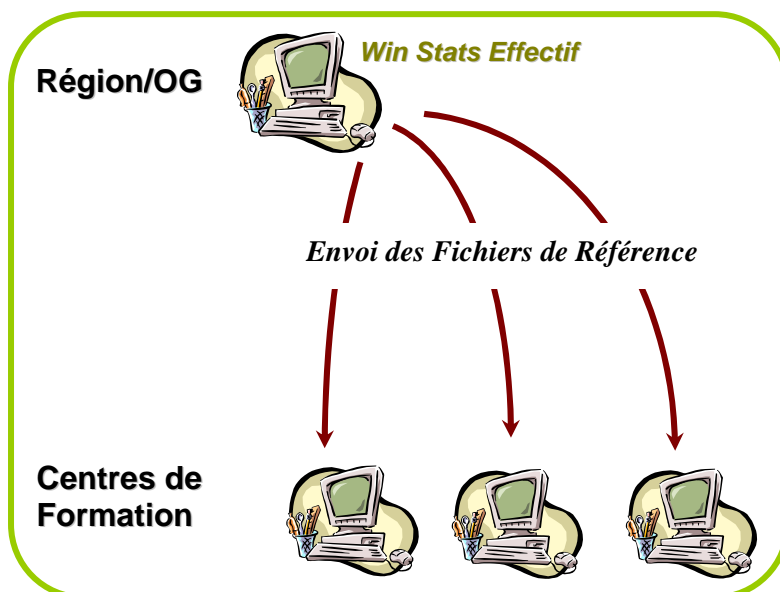 Win Stats Effectif
Région/OG
Envoi des Fichiers de Référence
Centres de
Formation